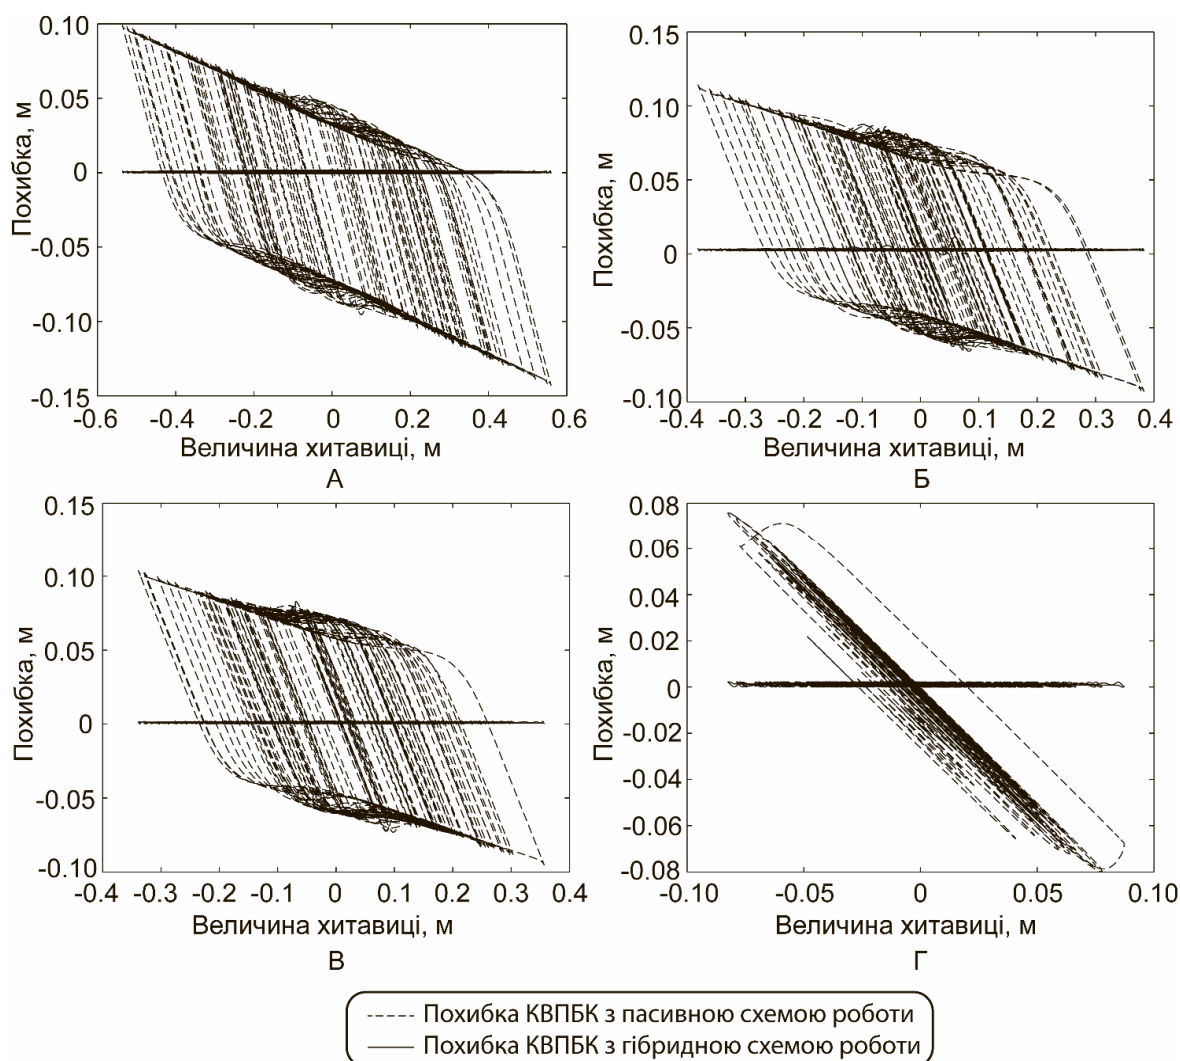 0.10
0.05
0
-0.05
-0.10
-0.15
Похибка, м
-0.6 -0.4 -0.2 0 0.2 0.4 0.6
Величина хитавиці, м
А
0.15
0.10
0.05
0
-0.05
-0.10
Похибка, м
-0.4 -0.3 -0.2 -0.1 0 0.1 0.2 0.3 0.4
Величина хитавиці, м
Б
0.15
0.10
0.05
0
-0.05
-0.10
Похибка, м
-0.4 -0.3 -0.2 -0.1 0 0.1 0.2 0.3 0.4
Величина хитавиці, м
В
0.08
0.06
0.04
0.02
0
-0.02
-0.04
-0.06
-0.08
Похибка, м
-0.10 -0.05 0 0.05 0.10
Величина хитавиці, м
Г
Похибка КВПБК з пасивною схемою роботи
Похибка КВПБК з гібридною схемою роботи